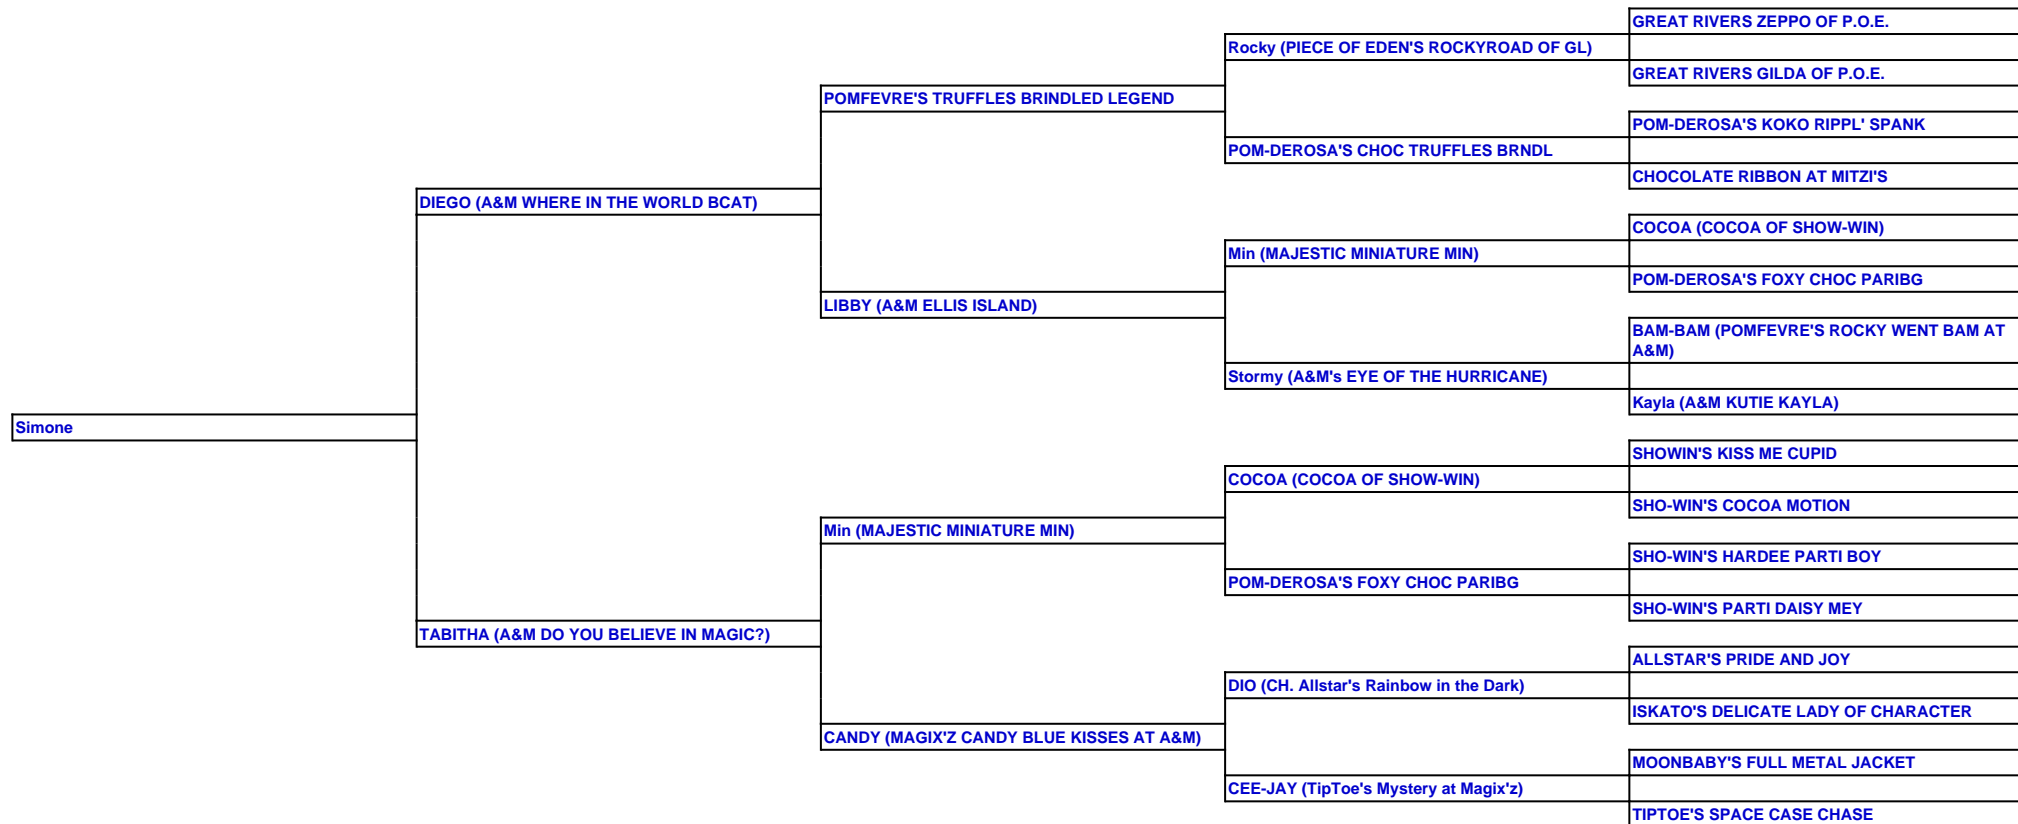 GREAT RIVERS ZEPPO OF P.O.E.
Rocky (PIECE OF EDEN'S ROCKYROAD OF GL)
GREAT RIVERS GILDA OF P.O.E.
POMFEVRE'S TRUFFLES BRINDLED LEGEND
POM-DEROSA'S KOKO RIPPL' SPANK
POM-DEROSA'S CHOC TRUFFLES BRNDL
CHOCOLATE RIBBON AT MITZI'S
DIEGO (A&M WHERE IN THE WORLD BCAT)
COCOA (COCOA OF SHOW-WIN)
Min (MAJESTIC MINIATURE MIN)
POM-DEROSA'S FOXY CHOC PARIBG
LIBBY (A&M ELLIS ISLAND)
BAM-BAM (POMFEVRE'S ROCKY WENT BAM AT
A&M)
Stormy (A&M's EYE OF THE HURRICANE)
Kayla (A&M KUTIE KAYLA)
Simone
SHOWIN'S KISS ME CUPID
COCOA (COCOA OF SHOW-WIN)
SHO-WIN'S COCOA MOTION
Min (MAJESTIC MINIATURE MIN)
SHO-WIN'S HARDEE PARTI BOY
POM-DEROSA'S FOXY CHOC PARIBG
SHO-WIN'S PARTI DAISY MEY
TABITHA (A&M DO YOU BELIEVE IN MAGIC?)
ALLSTAR'S PRIDE AND JOY
DIO (CH. Allstar's Rainbow in the Dark)
ISKATO'S DELICATE LADY OF CHARACTER
CANDY (MAGIX'Z CANDY BLUE KISSES AT A&M)
MOONBABY'S FULL METAL JACKET
CEE-JAY (TipToe's Mystery at Magix'z)
TIPTOE'S SPACE CASE CHASE